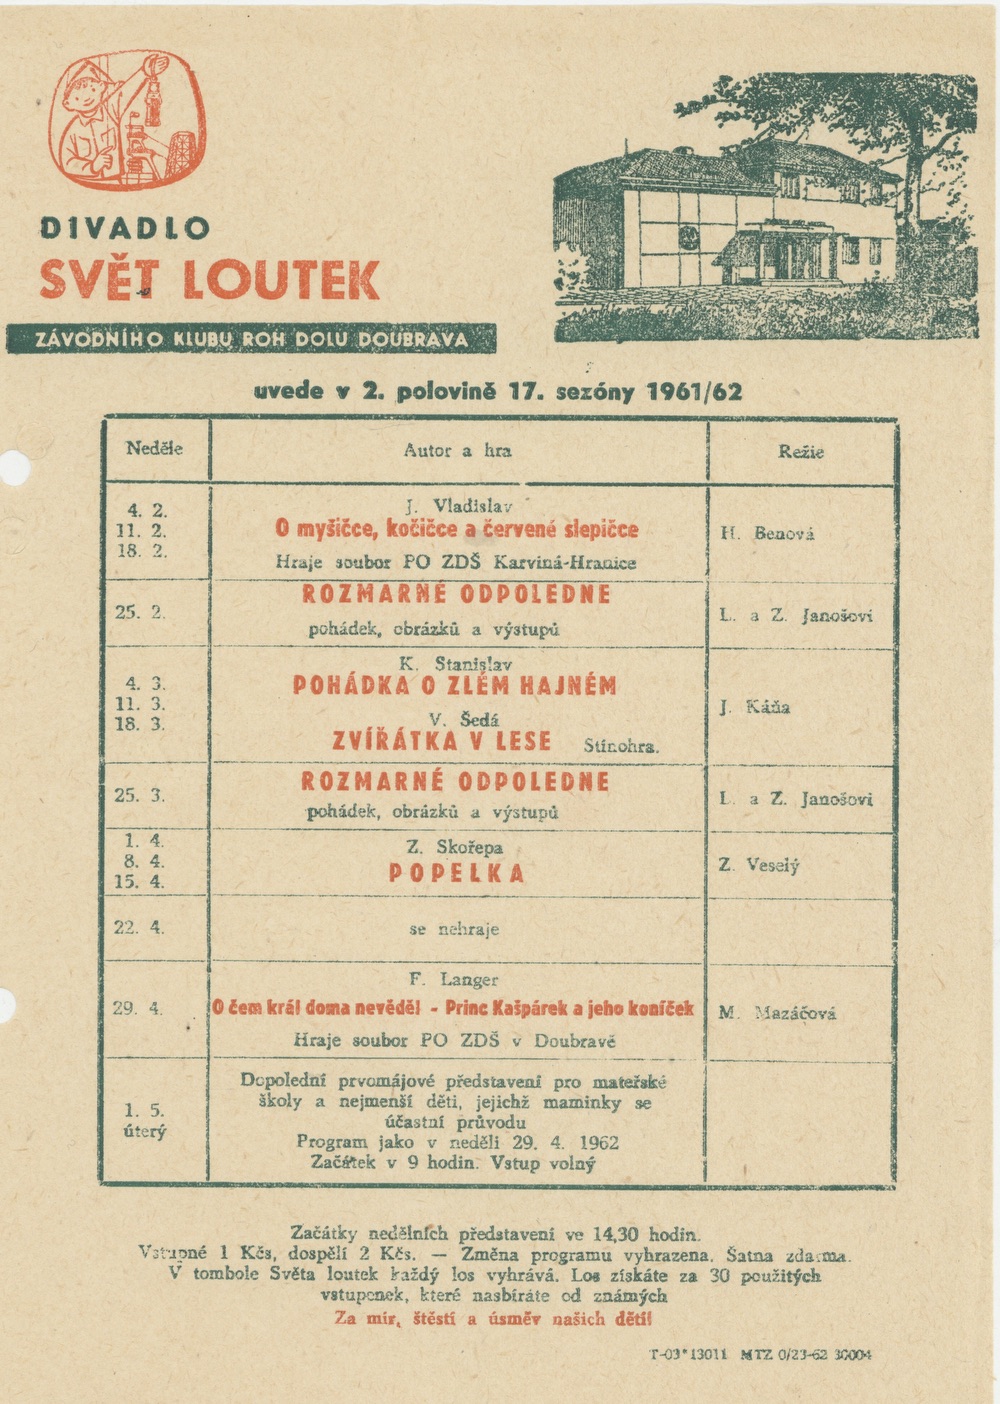 DIVADLO
SVĚT LOUTEK
ZÁVODNÍHO KLUBU ROH DOLU DOUBRAVA
uvede v 2. polovině 17. sezóny 1961/62
Neděle
Autor a hra
Režie
4. 2.
11. 2.
18. 2.
J. Vladislav
O myšičce, kočičce a červené slepičce
Hraje soubor PO ZDŠ Karviná-Hranice
H. Benová
25. 2.
ROZMARNÉ ODPOLEDNE
pohádek, obrázků a výstupů
L. a Z. Janošovi
4. 3.
11. 3.
18. 3.
K. Stanislav
POHÁDKA O ZLÉM HAJNÉM
V. Šedá
ZVÍŘÁTKA V LESE Stínohra.
J. Káňa
25. 3.
ROZMARNÉ ODPOLEDNE
pohádek, obrázků a výstupů
L. a Z. Janošovi
1. 4.
8. 4.
15. 4.
Z. Skořepa
POPELKA
Z. Veselý
22. 4.
se nehraje
29. 4.
F. Langer
O čem král doma nevěděl - Princ Kašpárek a jeho koníček
Hraje soubor PO ZDŠ v Doubravě
M. Mazáčová
1. 5.
úterý
Dopolední prvomájové představení pro mateřské
školy a nejmenší děti, jejichž maminky se
účastní průvodu
Program jako v neděli 29. 4. 1962
Začátek v 9 hodin. Vstup volný
Začátky nedělních představení ve 14,30 hodin.
Vstupné 1 Kčs, dospělí 2 Kčs. — Změna programu vyhrazena. Šatna zdarma.
V tombole Světa loutek každý los vyhrává. Los získáte za 30 použitých
vstupenek, které nasbíráte od známých
Za mír, štěstí a úsměv našich dětí!
T-03*13011 MTZ 0/23-62 30004